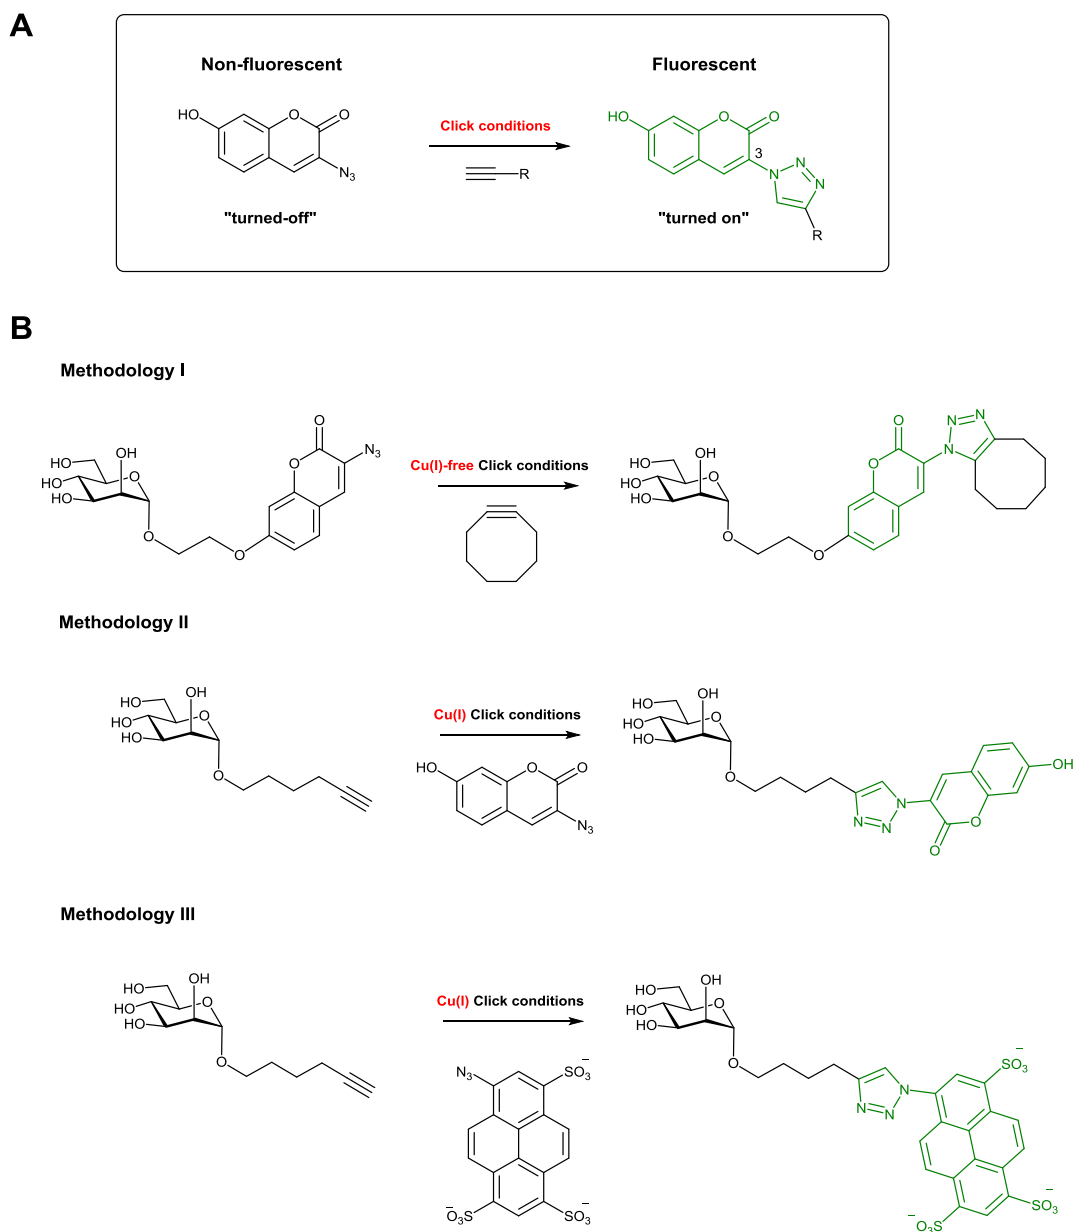 A
Non-fluorescent
Fluorescent
HO O O
N3
"turned-off"
Click conditions
R
HO O O
3
N N N
R
"turned on"
B
Methodology I
HO OH
HO O
HO
O
O
O
O
N3
Cu(I)-free Click conditions
HO OH
HO O
HO
O
O
O
O
N N
N
Methodology II
HO OH
HO O
HO
O
Cu(I) Click conditions
HO O O
N3
HO OH
HO O
HO
O
N
N N
O
O
OH
Methodology III
HO OH
HO O
HO
O
Cu(I) Click conditions
N3
SO3−
−O3S
SO3−
HO OH
HO O
HO
O
N
N N
SO3−
−O3S
SO3−